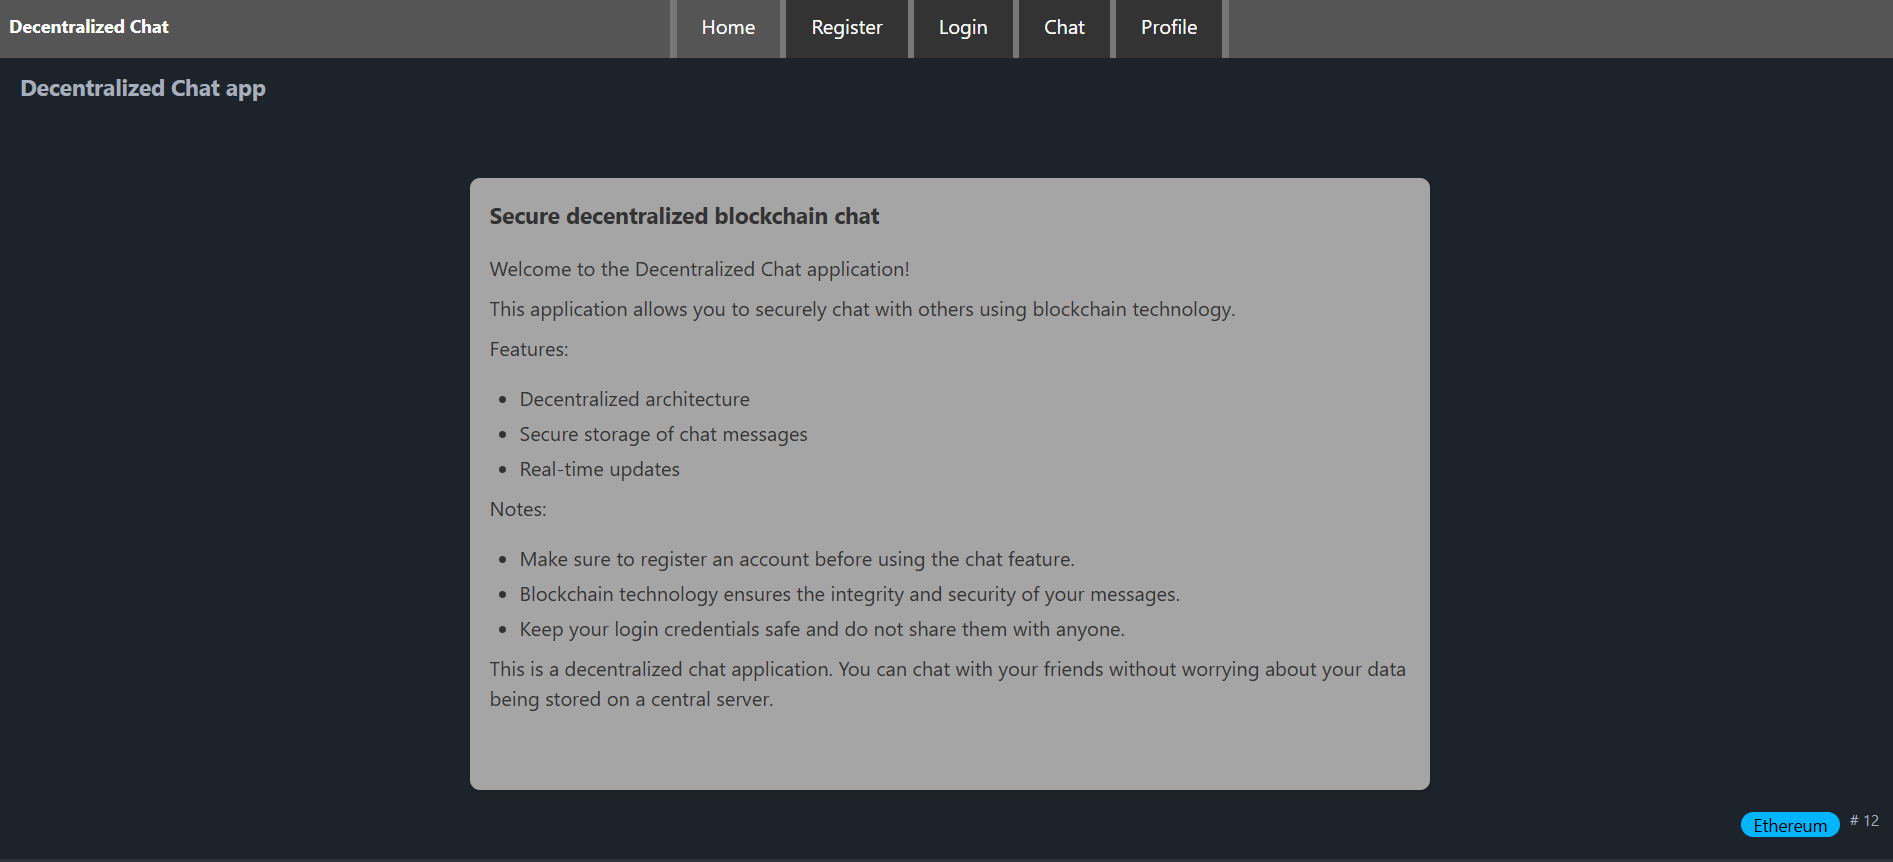 Decentralized Chat
Home Register Login Chat Profile
Decentralized Chat app
Secure decentralized blockchain chat
Welcome to the Decentralized Chat application!
This application allows you to securely chat with others using blockchain technology.
Features:
Decentralized architecture
Secure storage of chat messages
Real-time updates
Notes:
Make sure to register an account before using the chat feature.
Blockchain technology ensures the integrity and security of your messages.
Keep your login credentials safe and do not share them with anyone.
This is a decentralized chat application. You can chat with your friends without worrying about your data
being stored on a central server.
Ethereum # 12